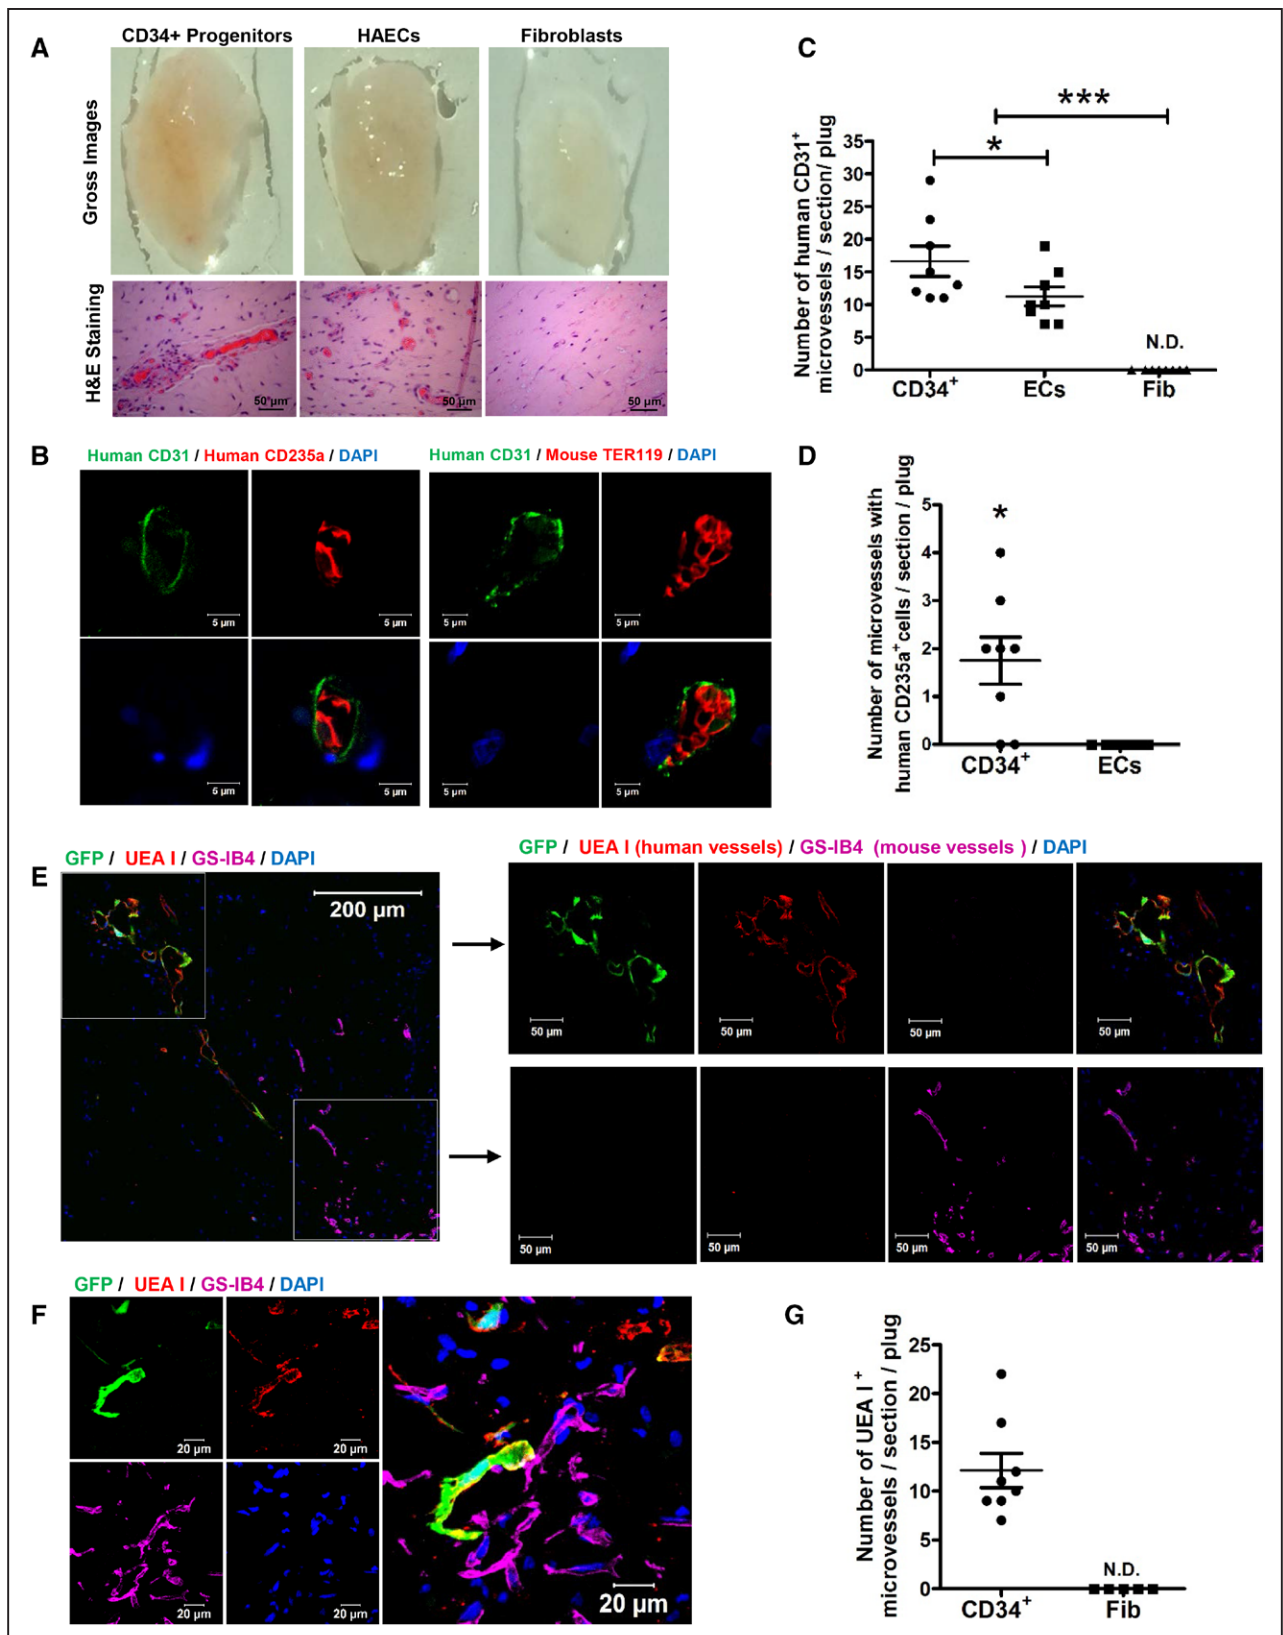 A
CD34+ Progenitors
HAECs
Fibroblasts
Gross Images
H&E Staining
50 µm
50 µm
50 µm
B
Human CD31 / Human CD235a / DAPI
5 µm
5 µm
5 µm
5 µm
Human CD31 / Mouse TER119 / DAPI
5 µm
5 µm
5 µm
5 µm
C
Number of human CD31+
microvessels / section/ plug
35
30
25
20
15
10
5
0
***
*
N.D.
CD34+
ECs
Fib
D
Number of microvessels with
human CD235a+ cells / section / plug
5
4
3
2
1
0
*
CD34+
ECs
E
GFP / UEA I / GS-IB4 / DAPI
200 µm
GFP / UEA I (human vessels) / GS-IB4 (mouse vessels ) / DAPI
50 µm
50 µm
50 µm
50 µm
50 µm
50 µm
50 µm
50 µm
F
GFP / UEA I / GS-IB4 / DAPI
20 µm
20 µm
20 µm
20 µm
20 µm
G
Number of UEA I +
microvessels / section / plug
25
20
15
10
5
0
N.D.
CD34+
Fib